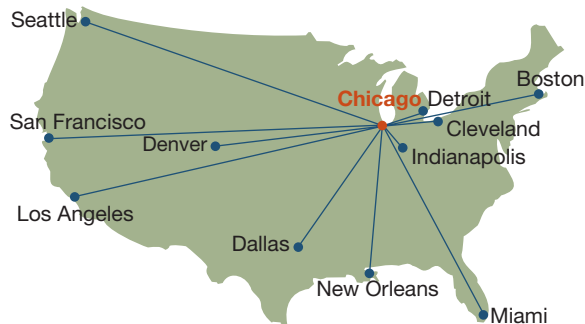 Seattle
Boston
Chicago Detroit
San Francisco
Cleveland
Denver
Indianapolis
Los Angeles
Dallas
New Orleans
Miami